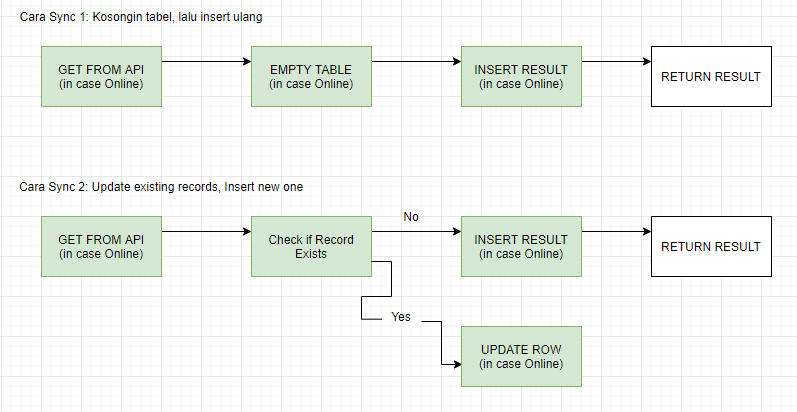 Cara Sync 1: Kosongin tabel, lalu insert ulang
GET FROM API
(in case Online)
EMPTY TABLE
(in case Online)
INSERT RESULT
(in case Online)
RETURN RESULT
Cara Sync 2: Update existing records, Insert new one
GET FROM API
(in case Online)
Check if Record
Exists
No
INSERT RESULT
(in case Online)
RETURN RESULT
Yes
UPDATE ROW
(in case Online)